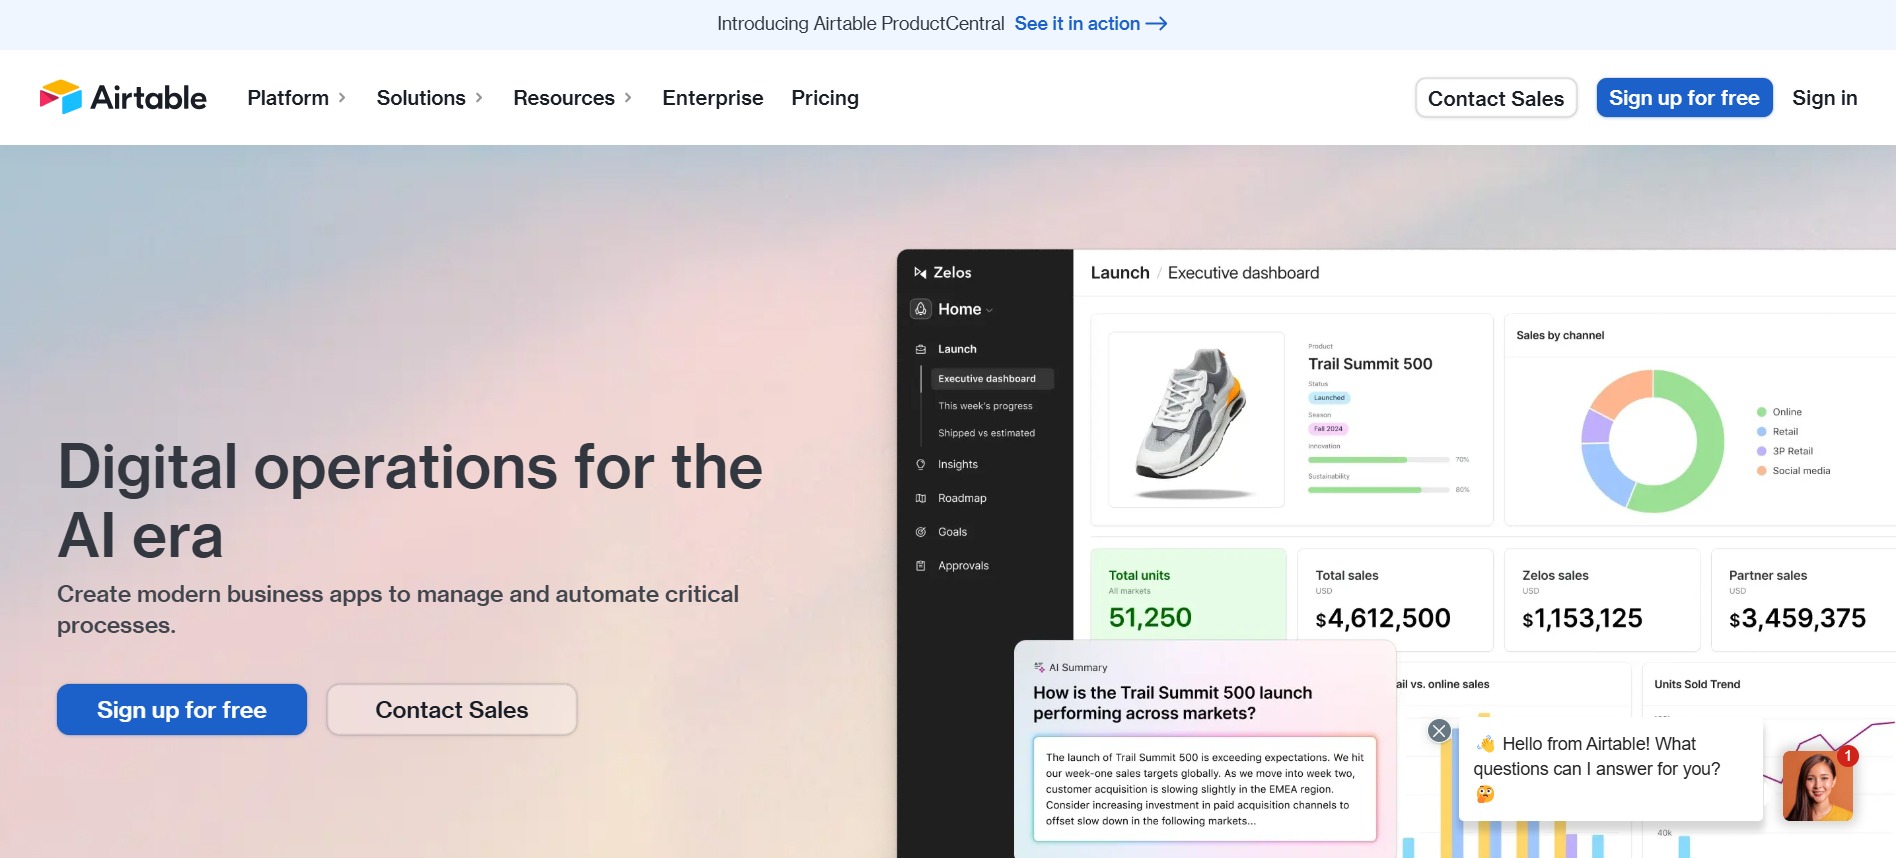 Introducing Airtable ProductCentral See it in action
Airtable
Platform
Solutions
Resources
Enterprise
Pricing
Contact Sales
Sign up for free
Sign in
Digital operations for the
AI era
Create modern business apps to manage and automate critical
processes.
Sign up for free
Contact Sales
Zelos
Home
Launch
Executive dashboard
This week's progress
Shipped vs estimated
Insights
Roadmap
Goals
Approvals
Launch / Executive dashboard
Product
Trail Summit 500
Status
Launched
Season
Fall 2024
Innovation
70%
Sustainability
80%
Sales by channel
Online
Retail
3P Retail
Social media
Total units
All markets
51,250
Total sales
USD
$4,612,500
Zelos sales
USD
$1,153,125
Partner sales
USD
$3,459,375
AI Summary
How is the Trail Summit 500 launch
performing across markets?
The launch of Trail Summit 500 is exceeding expectations. We hit
our week-one sales targets globally. As we move into week two,
customer acquisition is slowing slightly in the EMEA region.
Consider increasing investment in paid acquisition channels to
offset slow down in the following markets...
ail vs. online sales
Units Sold Trend
40k
👋 Hello from Airtable! What
questions can I answer for you?
🤔
1